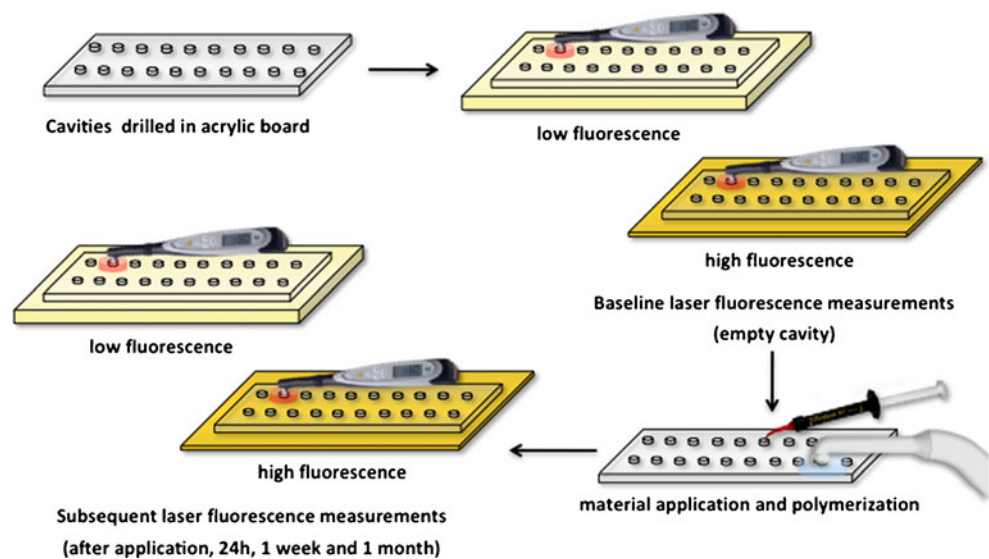 Cavities drilled in acrylic board
low fluorescence
high fluorescence
Baseline laser fluorescence measurements
(empty cavity)
material application and polymerization
low fluorescence
high fluorescence
Subsequent laser fluorescence measurements
(after application, 24h, 1 week and 1 month)